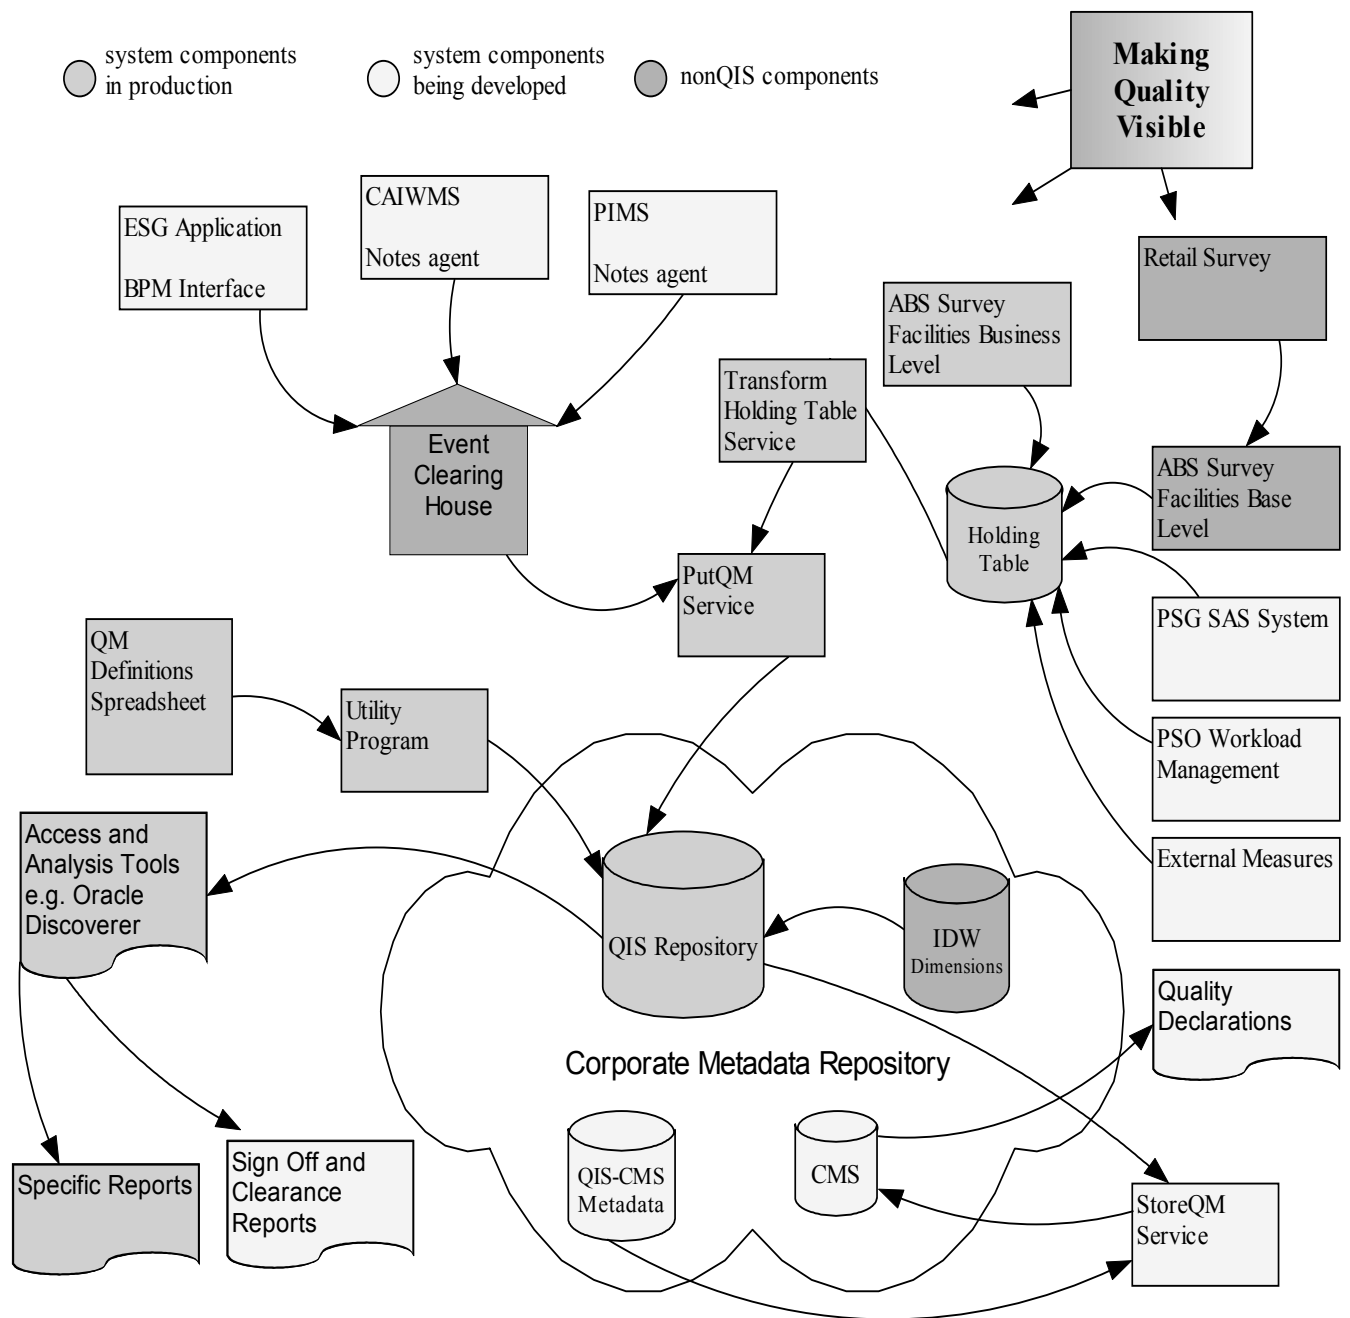 system components
in production
system components
being developed
nonQIS components
Making
Quality
Visible
ESG Application
BPM Interface
CAIWMS
Notes agent
PIMS
Notes agent
Retail Survey
ABS Survey
Facilities Business
Level
Transform
Holding Table
Service
Event
Clearing
House
ABS Survey
Facilities Base
Level
Holding
Table
PutQM
Service
PSG SAS System
QM
Definitions
Spreadsheet
Utility
Program
PSO Workload
Management
Access and
Analysis Tools
e.g. Oracle
Discoverer
External Measures
QIS Repository
IDW
Dimensions
Quality
Declarations
Corporate Metadata Repository
Specific Reports
Sign Off and
Clearance
Reports
QIS-CMS
Metadata
CMS
StoreQM
Service